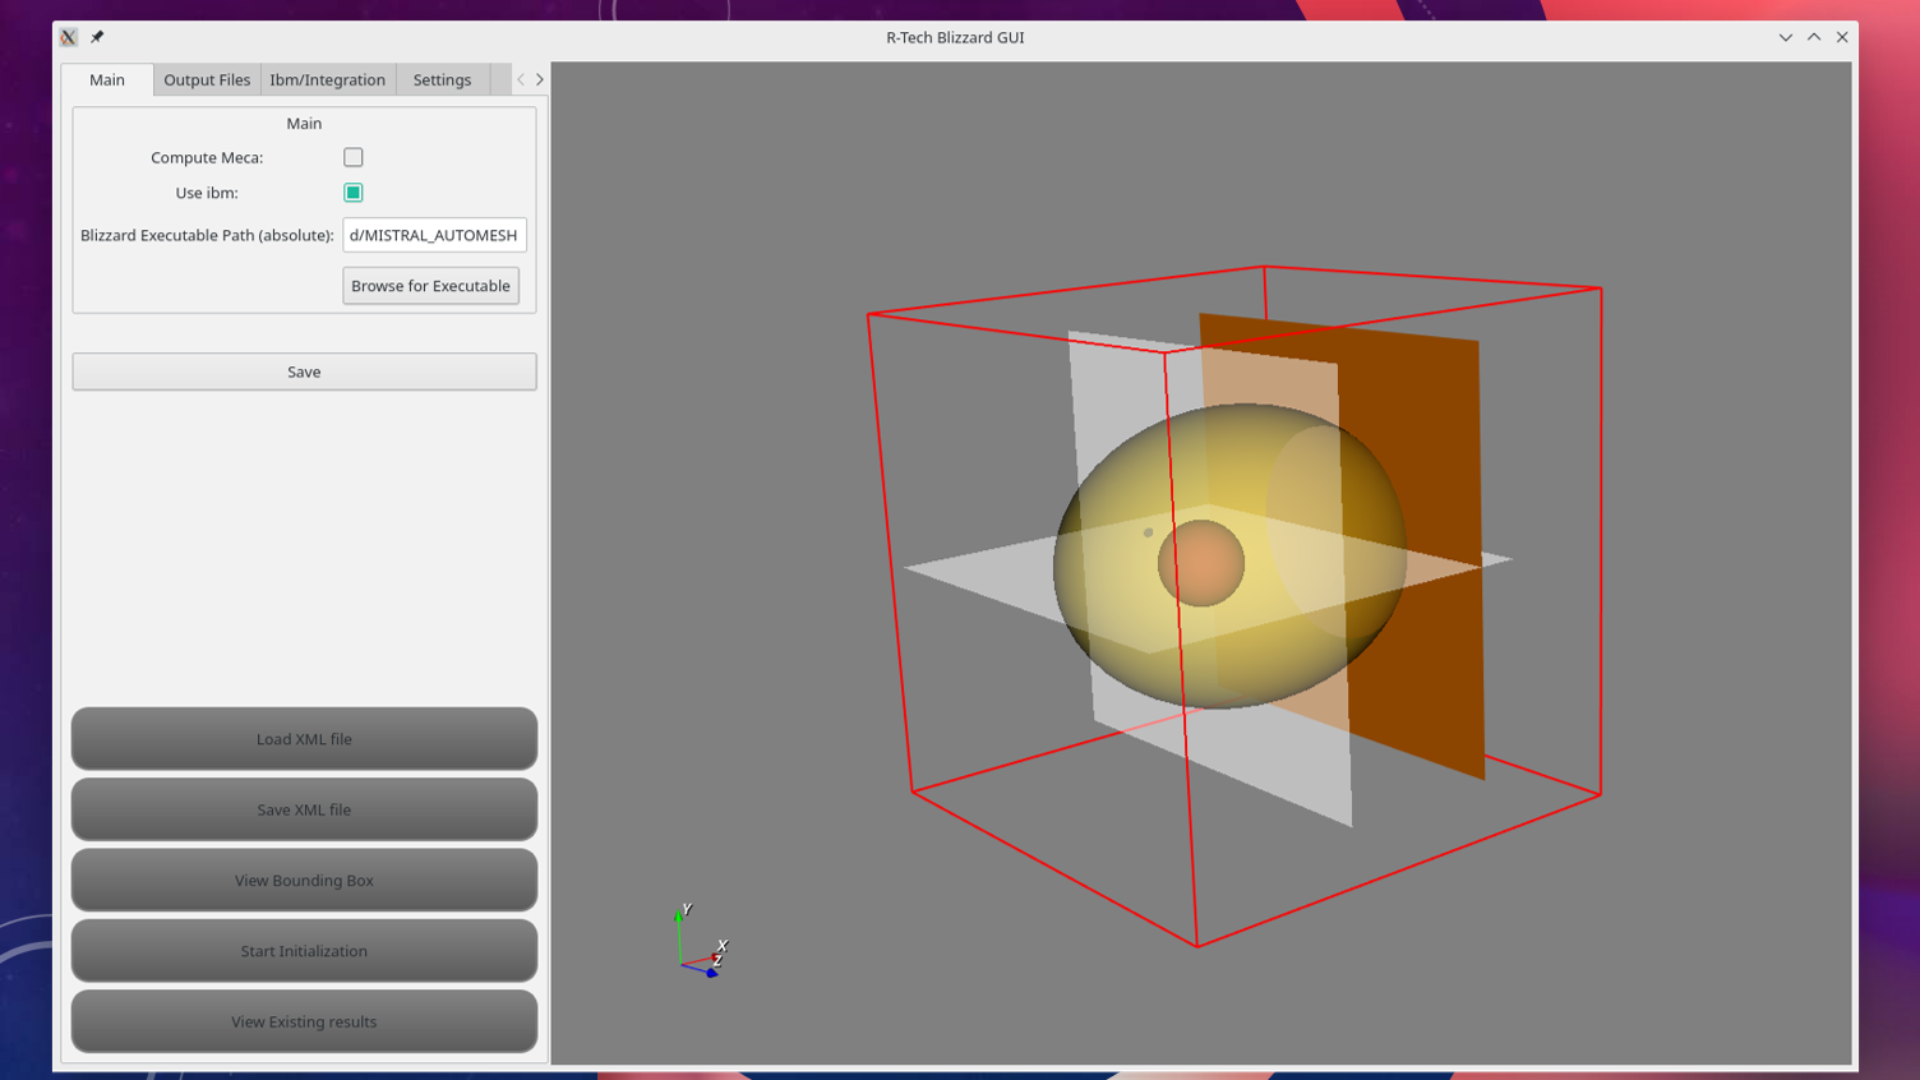 R-Tech Blizzard GUI
Main
Output Files
Ibm/Integration
Settings
Main
Compute Meca:
Use ibm:
Blizzard Executable Path (absolute):
d/MISTRAL_AUTOMESH
Browse for Executable
Save
Load XML file
Save XML file
View Bounding Box
Start Initialization
View Existing results
Y
X
Z